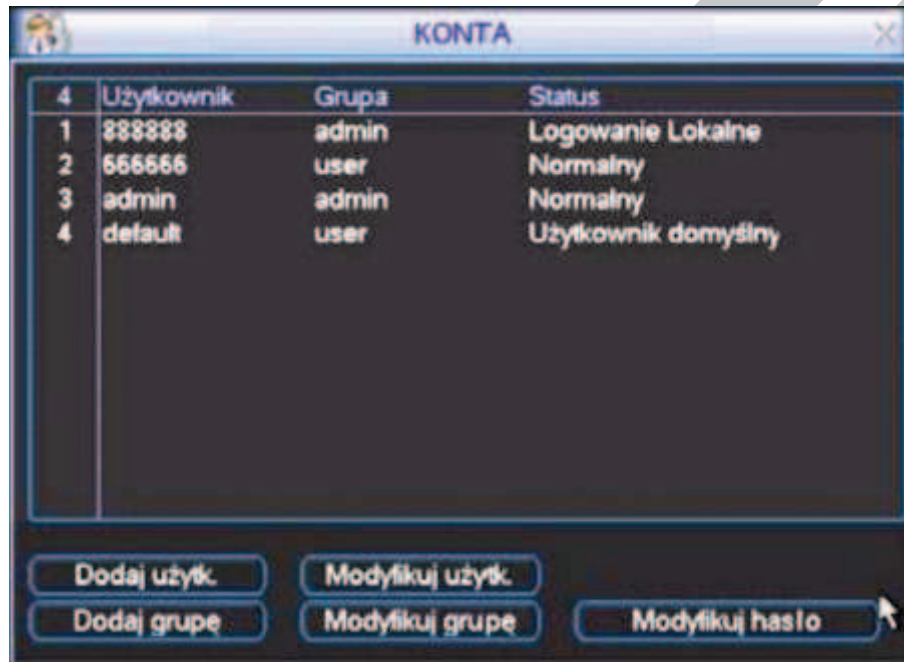 KONTA
4 Użytkownik Grupa Status
1 888888 admin Logowanie Lokalne
2 666666 user Normalny
3 admin admin Normalny
4 default user Użytkownik domyślny
Dodaj użytk. Modyfikuj użytk.
Dodaj grupę Modyfikuj grupę Modyfikuj hasło